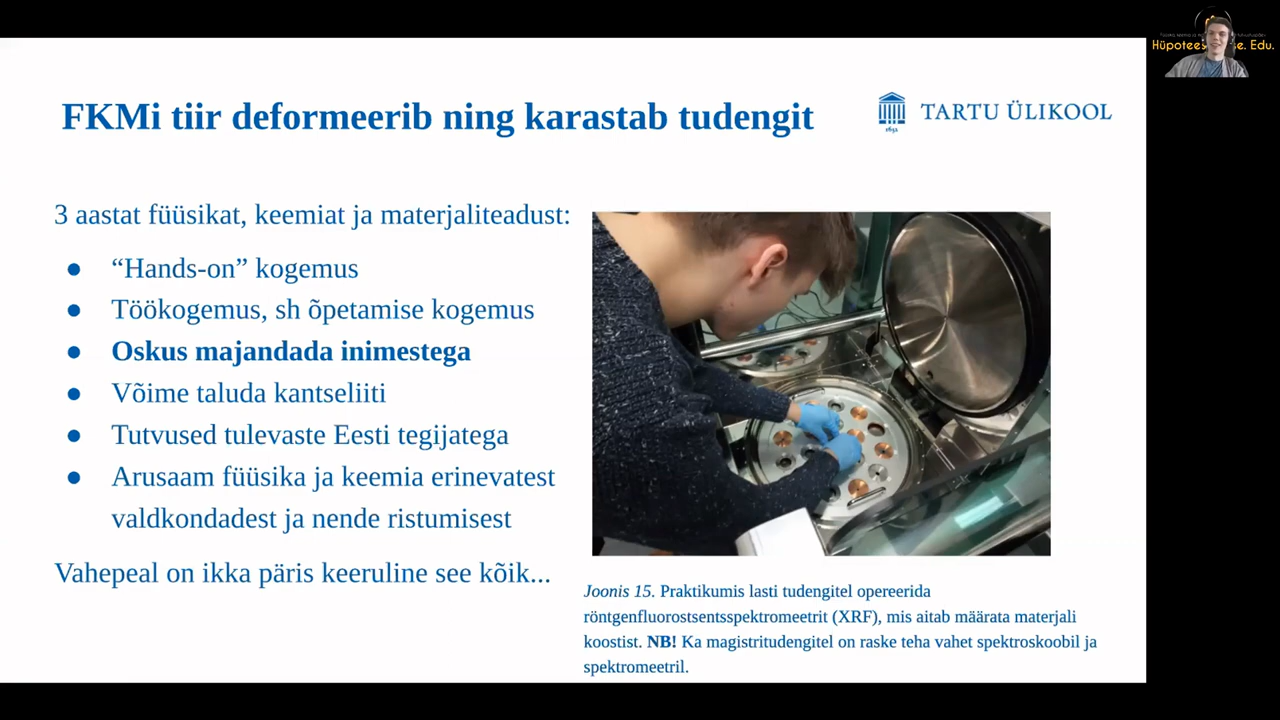 FKMi tiir deformeerib ning karastab tudengit
1632
TARTU ÜLIKOOL
3 aastat füüsikat, keemiat ja materjaliteadust:
● “Hands-on” kogemus
● Töökogemus, sh õpetamise kogemus
● Oskus majandada inimestega
● Võime taluda kantseliiti
● Tutvused tulevaste Eesti tegijatega
● Arusaam füüsika ja keemia erinevatest
valdkondadest ja nende ristumisest
Vahepeal on ikka päris keeruline see kõik...
Joonis 15. Praktikumis lasti tudengitel opereerida
röntgenfluorostsentsspektromeetrit (XRF), mis aitab määrata materjali
koostist. NB! Ka magistritudengitel on raske teha vahet spektroskoobil ja
spektromeetril.
Edu.